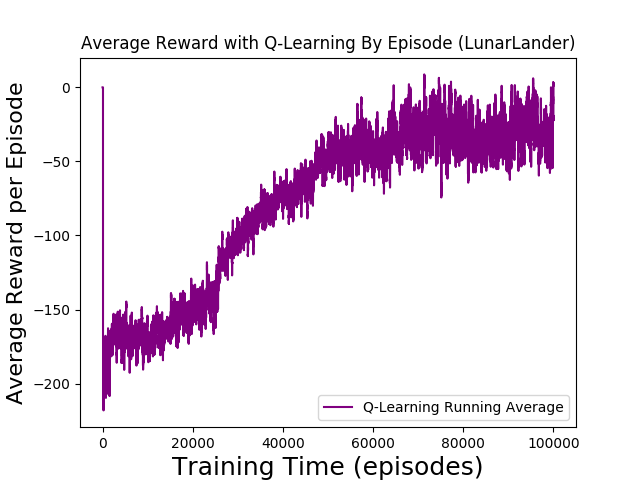 Average Reward with Q-Learning By Episode (LunarLander)
Average Reward per Episode
0
−50
−100
−150
−200
Q-Learning Running Average
0
20000
40000
60000
80000
100000
Training Time (episodes)